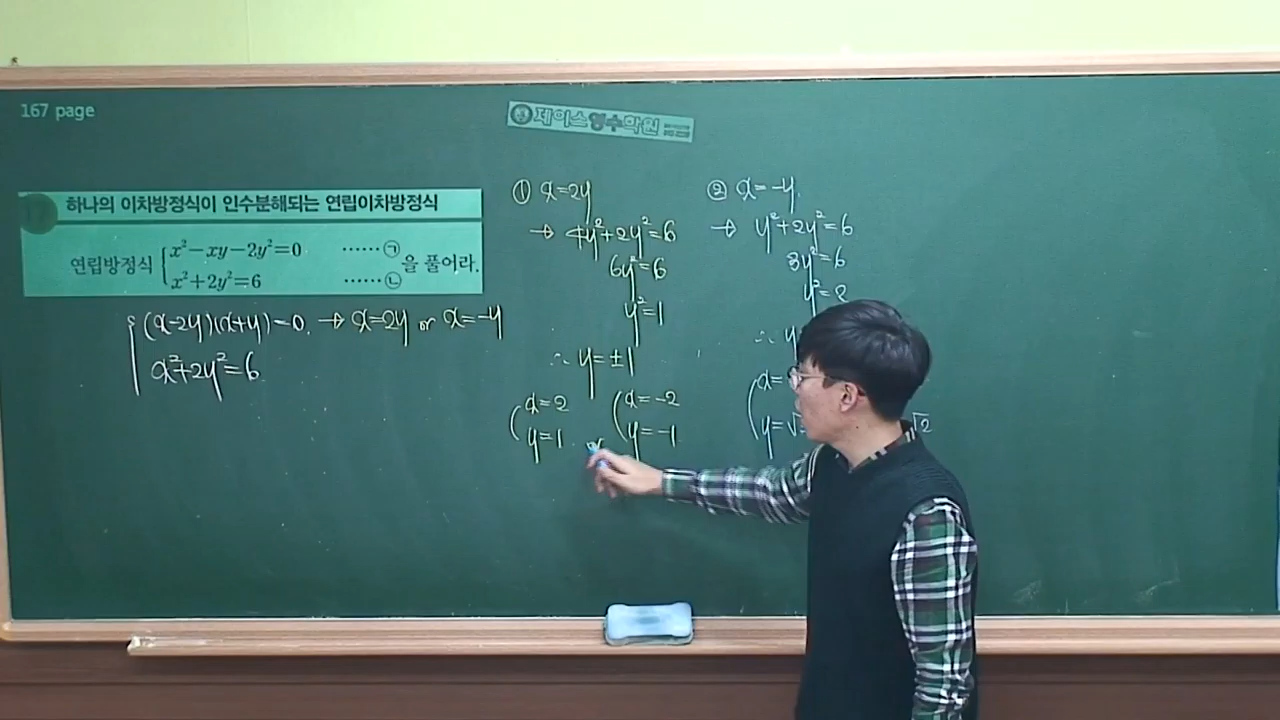 167 page
제이스영수학원
하나의 이차방정식이 인수분해되는 연립이차방정식
연립방정식 { x²-xy-2y²=0 ······㉠
x²+2y²=6 ······㉡ 을 풀어라.
(x-2y)(x+y)=0. → x=2y or x=-y
x²+2y²=6
① x=2y
→ 4y²+2y²=6
6y²=6
y²=1
∴ y=±1
x=2
y=1
or
x=-2
y=-1
② x=-y
→ y²+2y²=6
3y²=6
y²=2
∴ y
x=
y=√
√2